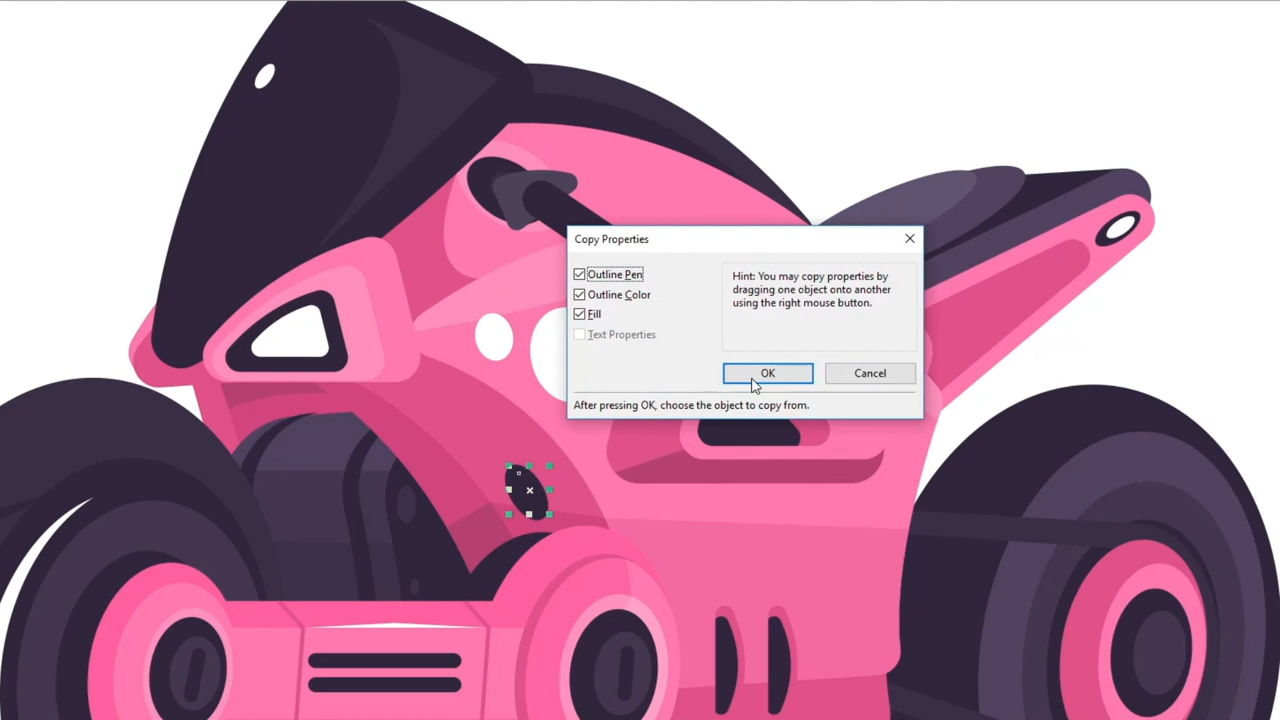 Copy Properties
Outline Pen
Outline Color
Fill
Text Properties
Hint: You may copy properties by
dragging one object onto another
using the right mouse button.
OK
Cancel
After pressing OK, choose the object to copy from.